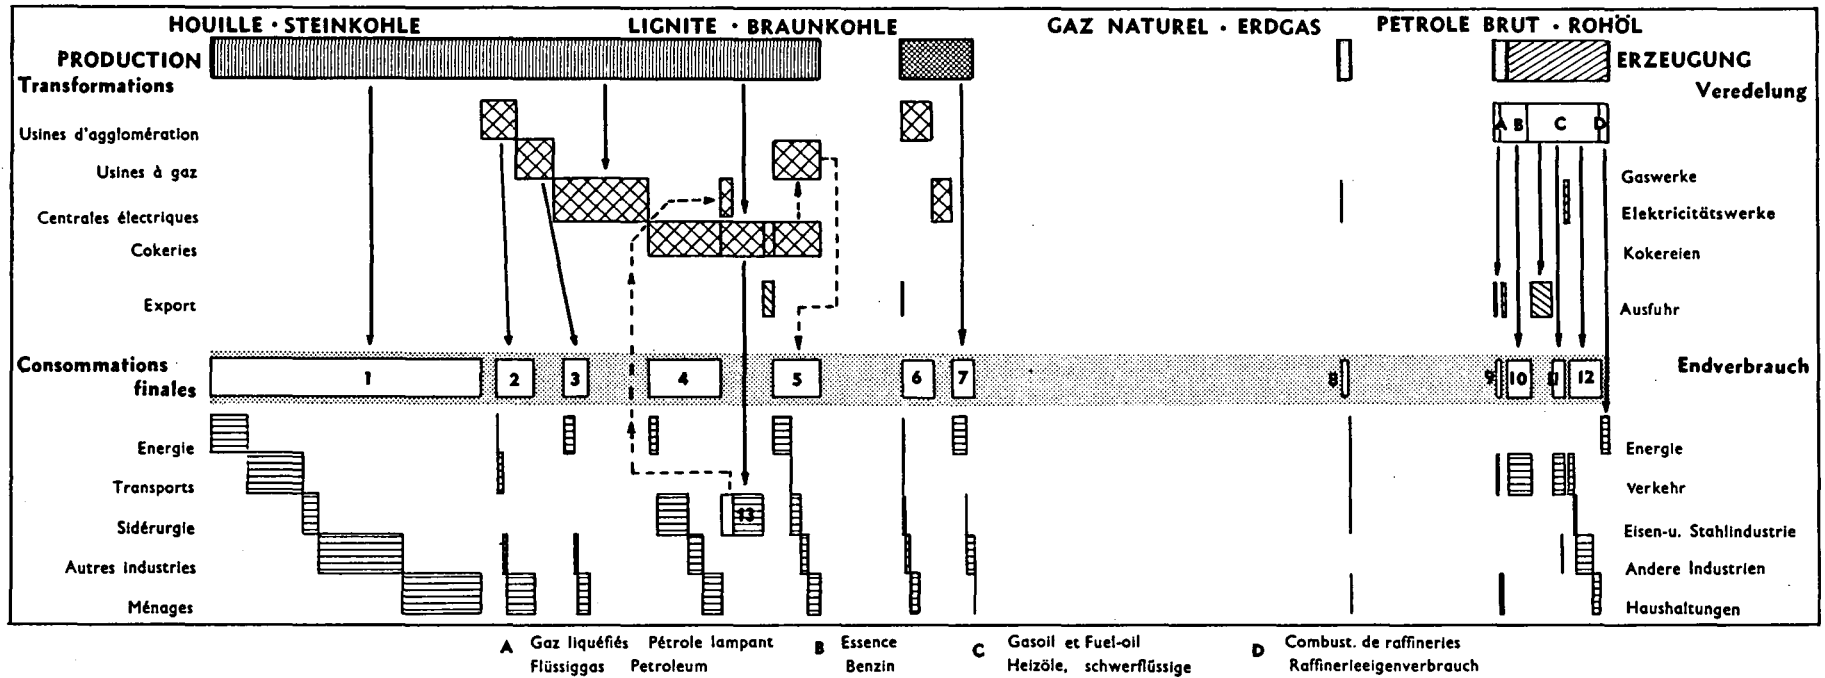 HOUILLE · STEINKOHLE
LIGNITE · BRAUNKOHLE
GAZ NATUREL · ERDGAS
PETROLE BRUT · ROHÖL
PRODUCTION
ERZEUGUNG
Transformations
Veredelung
A B C D
Usines d'agglomération
Usines à gaz
Gaswerke
Centrales électriques
Elektricitätswerke
Cokeries
Kokereien
Export
Ausfuhr
Consommations
finales
1 2 3 4 5 6 7 8 9 10 11 12
Endverbrauch
Energie
Energie
Transports
Verkehr
Sidérurgie
13
Eisen-u. Stahlindustrie
Autres industries
Andere Industrien
Ménages
Haushaltungen
A Gaz liquéfiés Pétrole lampant
Flüssiggas Petroleum
B Essence
Benzin
C Gasoil et Fuel-oil
Heizöle, schwerflüssige
D Combust. de raffineries
Raffinerieeigenverbrauch